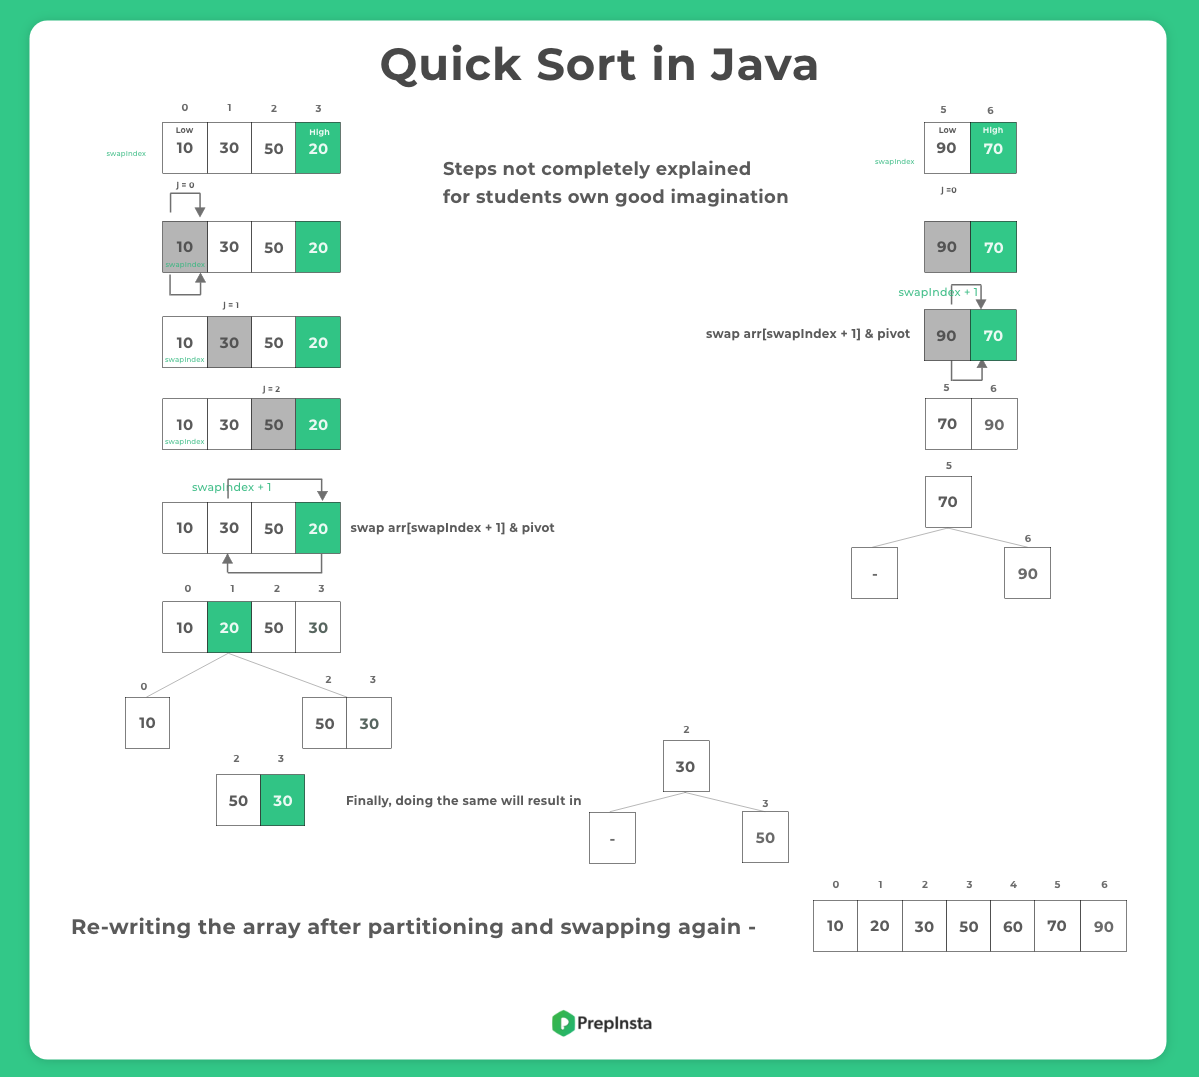 Quick Sort in Java
0 1 2 3
Low High
10 30 50 20
swapIndex
J = 0
10 30 50 20
swapIndex
J = 1
10 30 50 20
swapIndex
J = 2
10 30 50 20
swapIndex
swapIndex + 1
10 30 50 20
swap arr[swapIndex + 1] & pivot
0 1 2 3
10 20 50 30
0
10
2 3
50 30
2 3
50 30
Steps not completely explained
for students own good imagination
5 6
Low High
90 70
swapIndex
J =0
90 70
swapIndex + 1
swap arr[swapIndex + 1] & pivot
90 70
5 6
70 90
5
70
6
- 90
Finally, doing the same will result in
2
30
3
- 50
Re-writing the array after partitioning and swapping again -
0 1 2 3 4 5 6
10 20 30 50 60 70 90
PrepInsta